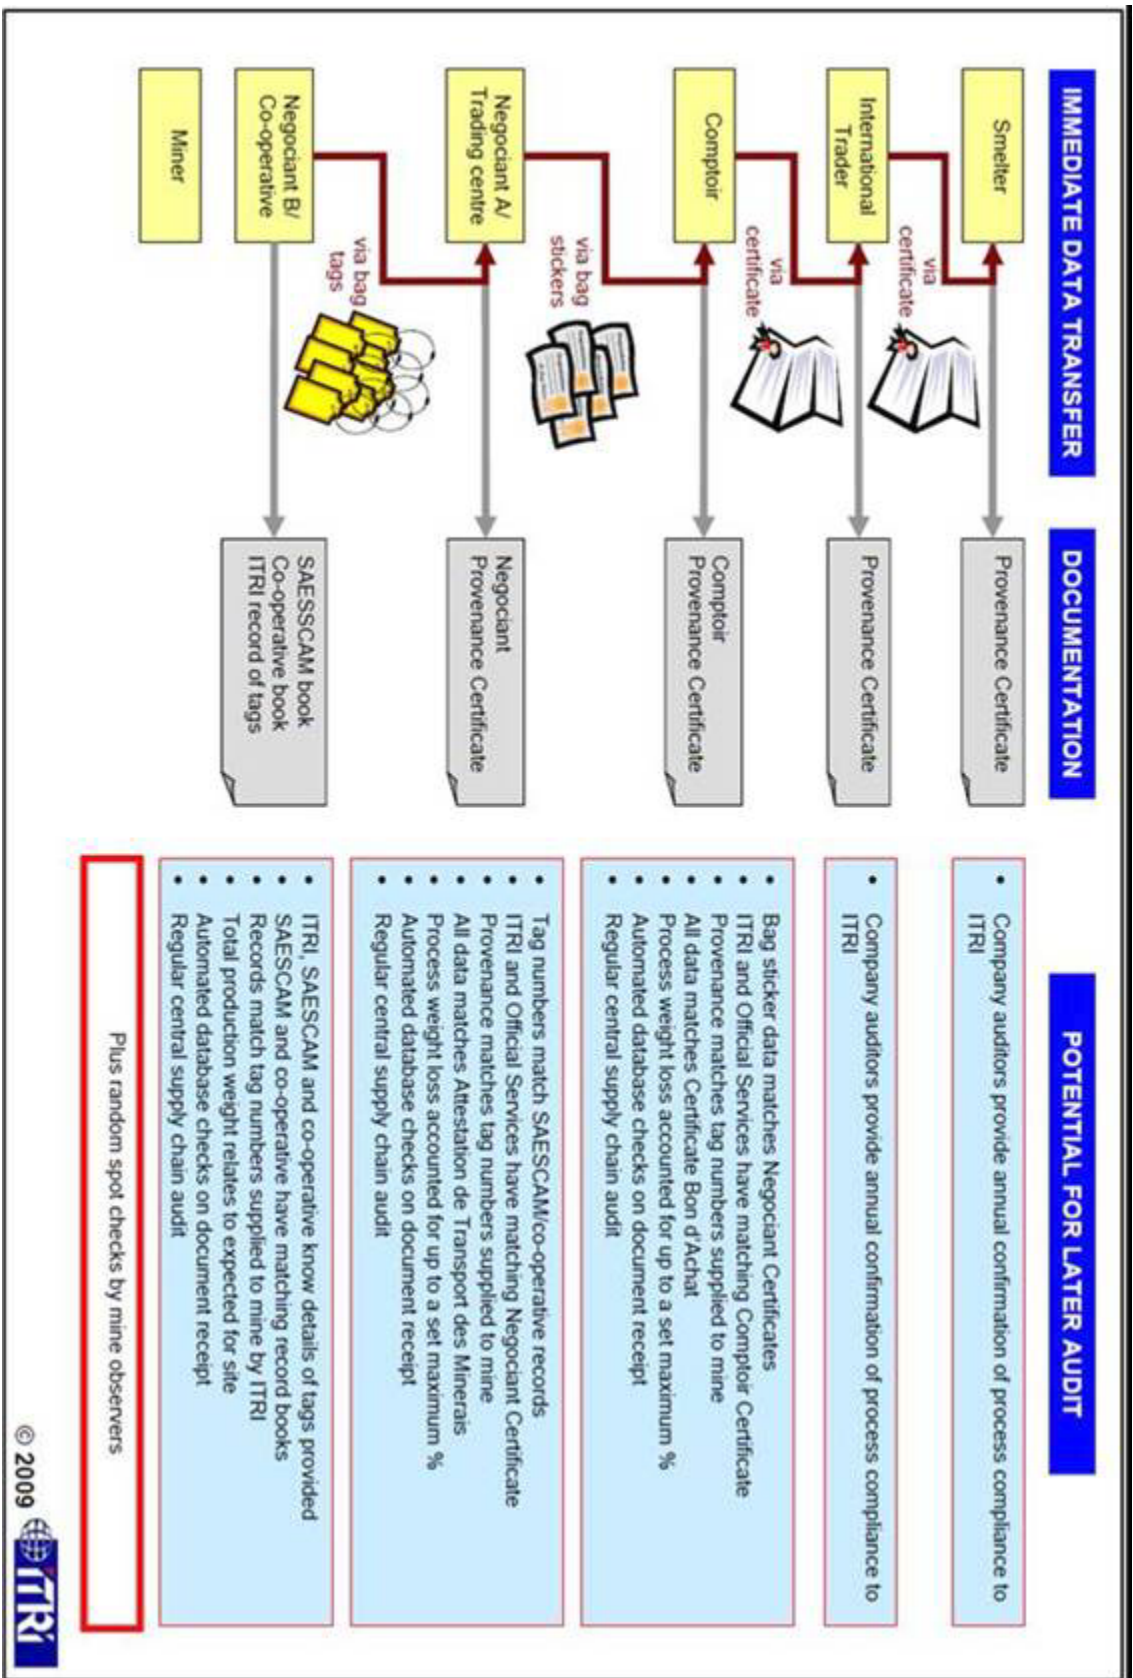 IMMEDIATE DATA TRANSFER
DOCUMENTATION
POTENTIAL FOR LATER AUDIT
Smelter
via
certificate
Provenance Certificate
• Company auditors provide annual confirmation of process compliance to
ITRI
International
Trader
via
certificate
Provenance Certificate
• Company auditors provide annual confirmation of process compliance to
ITRI
Comptoir
via bag
stickers
Comptoir
Provenance Certificate
• Bag sticker data matches Negociant Certificates
• ITRI and Official Services have matching Comptoir Certificate
• Provenance matches tag numbers supplied to mine
• All data matches Certificate Bon d'Achat
• Process weight loss accounted for up to a set maximum %
• Automated database checks on document receipt
• Regular central supply chain audit
Negociant A/
Trading centre
via bag
tags
Negociant
Provenance Certificate
• Tag numbers match SAESCAM/co-operative records
• ITRI and Official Services have matching Negociant Certificate
• Provenance matches tag numbers supplied to mine
• All data matches Attestation de Transport des Minerais
• Process weight loss accounted for up to a set maximum %
• Automated database checks on document receipt
• Regular central supply chain audit
Negociant B/
Co-operative
SAESSCAM book
Co-operative book
ITRI record of tags
• ITRI, SAESCAM and co-operative know details of tags provided
• SAESCAM and co-operative have matching record books
• Records match tag numbers supplied to mine by ITRI
• Total production weight relates to expected for site
• Automated database checks on document receipt
• Regular central supply chain audit
Miner
Plus random spot checks by mine observers
© 2009 iTRi